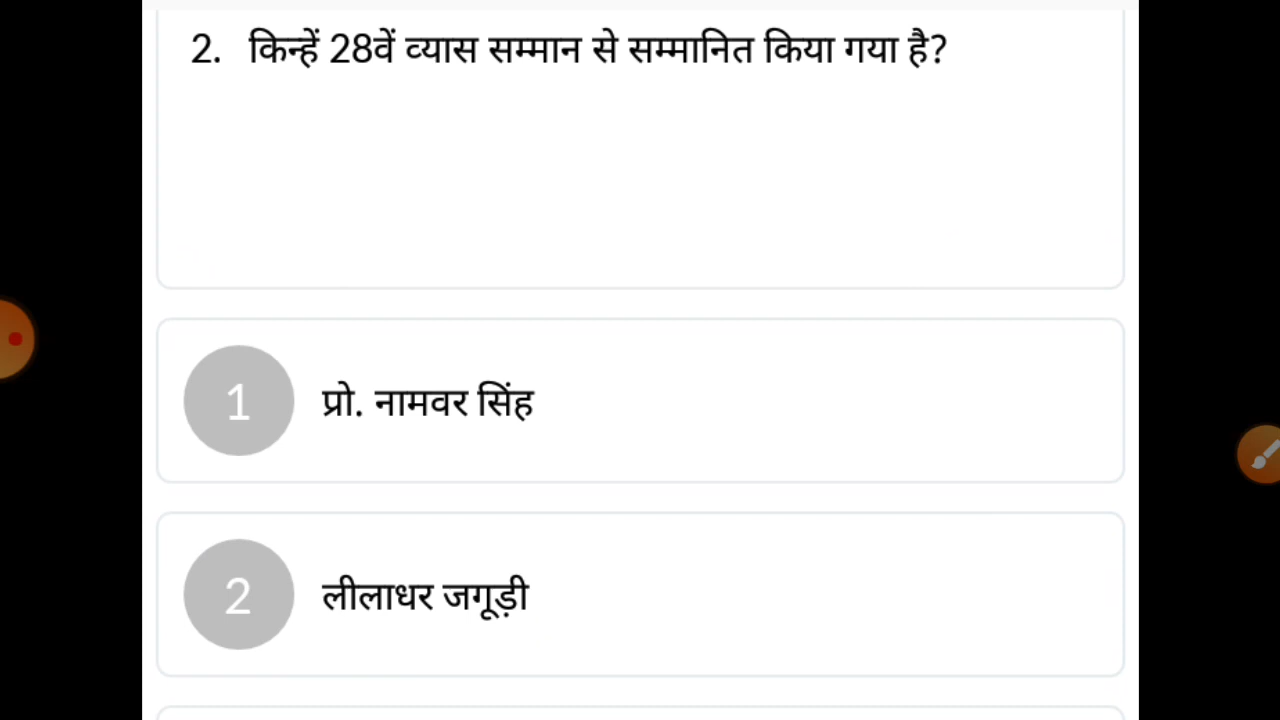 2. किन्हें 28वें व्यास सम्मान से सम्मानित किया गया है?
1 प्रो. नामवर सिंह
2 लीलाधर जगूड़ी